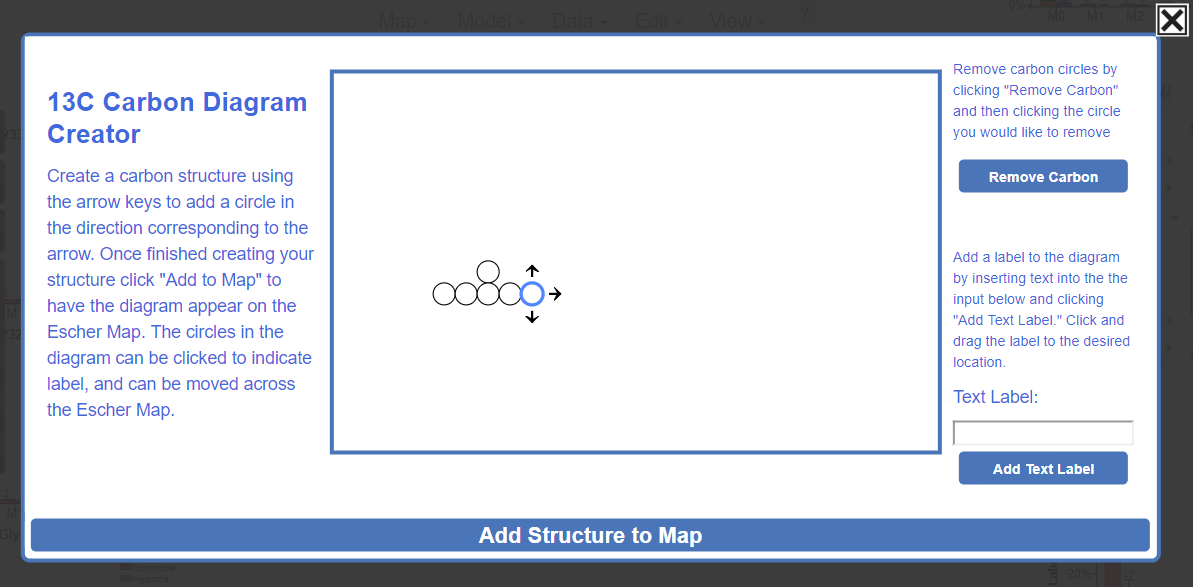 Map Model Data Edit View ?
0%
M0 M1 M2
13C Carbon Diagram
Creator
Create a carbon structure using
the arrow keys to add a circle in
the direction corresponding to the
arrow. Once finished creating your
structure click "Add to Map" to
have the diagram appear on the
Escher Map. The circles in the
diagram can be clicked to indicate
label, and can be moved across
the Escher Map.
Remove carbon circles by
clicking "Remove Carbon"
and then clicking the circle
you would like to remove
Remove Carbon
Add a label to the diagram
by inserting text into the the
input below and clicking
"Add Text Label." Click and
drag the label to the desired
location.
Text Label:
Add Text Label
Add Structure to Map
Normoxia
Hypoxia
20%